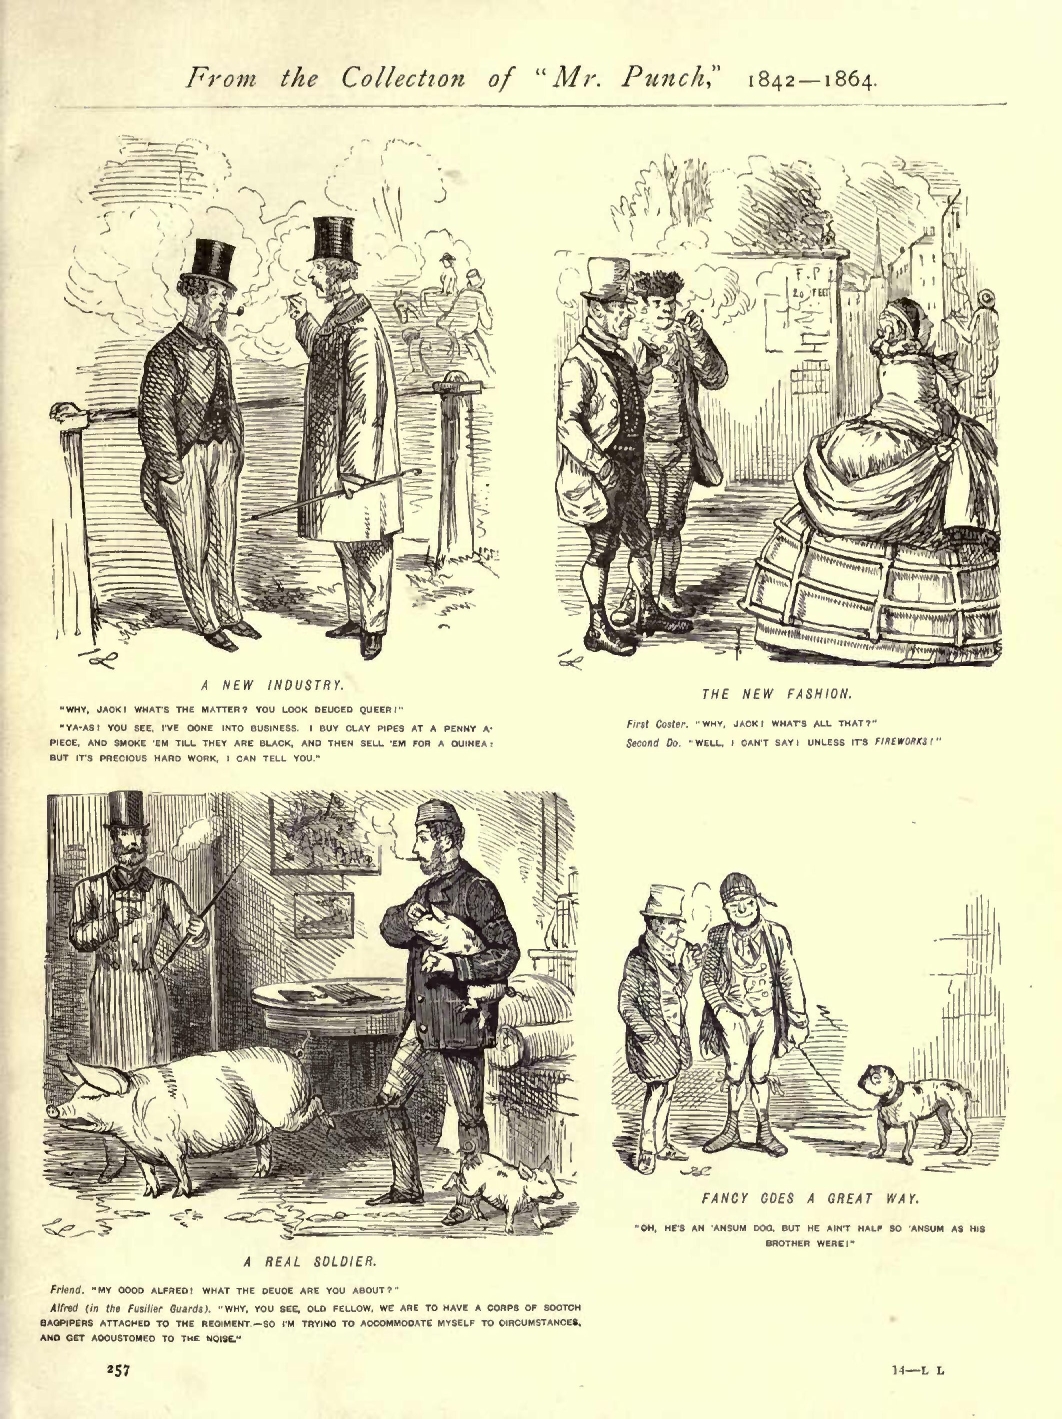 From the Collection of "Mr. Punch," 1842—1864.
F. P
20 FEET
A NEW INDUSTRY.
"WHY, JACK! WHAT'S THE MATTER? YOU LOOK DEUCED QUEER!"
"YA-AS! YOU SEE, I'VE GONE INTO BUSINESS. I BUY CLAY PIPES AT A PENNY A-
PIECE, AND SMOKE 'EM TILL THEY ARE BLACK, AND THEN SELL 'EM FOR A GUINEA:
BUT IT'S PRECIOUS HARD WORK, I CAN TELL YOU."
THE NEW FASHION.
First Coster. "WHY, JACK! WHAT'S ALL THAT?"
Second Do. "WELL, I CAN'T SAY! UNLESS IT'S FIREWORKS!"
A REAL SOLDIER.
Friend. "MY GOOD ALFRED! WHAT THE DEUCE ARE YOU ABOUT?"
Alfred (in the Fusilier Guards). "WHY, YOU SEE, OLD FELLOW, WE ARE TO HAVE A CORPS OF SCOTCH
BAGPIPERS ATTACHED TO THE REGIMENT.—SO I'M TRYING TO ACCOMMODATE MYSELF TO CIRCUMSTANCES,
AND GET ACCUSTOMED TO THE NOISE."
FANCY GOES A GREAT WAY.
"OH, HE'S AN 'ANSUM DOG, BUT HE AIN'T HALF SO 'ANSUM AS HIS
BROTHER WERE!"
257
14—L L